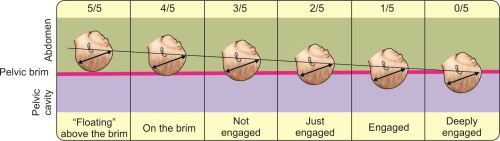 5/5 4/5 3/5 2/5 1/5 0/5
Abdomen
Pelvic brim
Pelvic
cavity
“Floating”
above the brim
On the brim
Not
engaged
Just
engaged
Engaged
Deeply
engaged